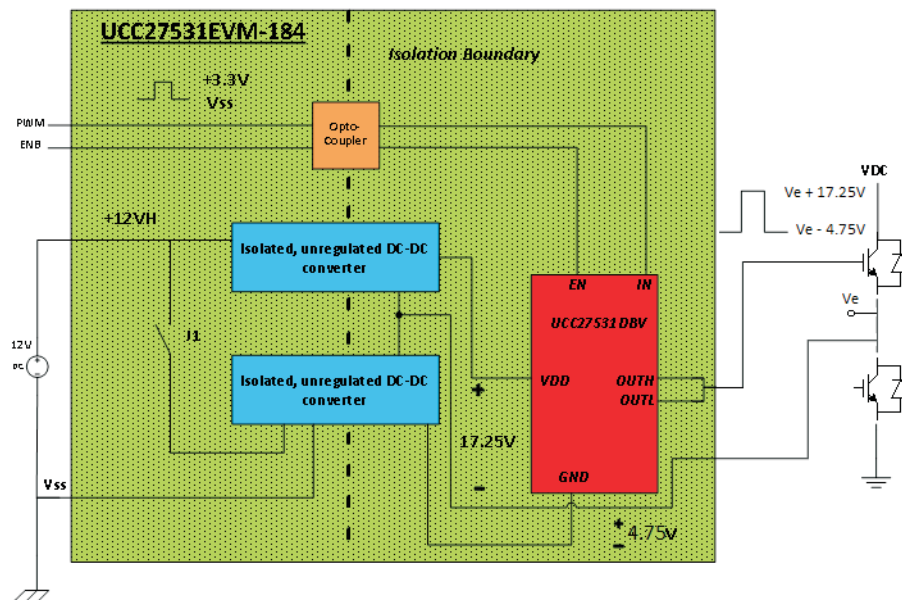 UCC27531EVM-184
Isolation Boundary
+3.3V
Vss
PWM
ENB
Opto-
Coupler
VDC
Ve + 17.25V
Ve - 4.75V
+12VH
Isolated, unregulated DC-DC
converter
EN
IN
Ve
UCC27531DBV
J1
12V
DC
Isolated, unregulated DC-DC
converter
+
VDD
OUTH
OUTL
17.25V
-
GND
Vss
+
4.75V
-